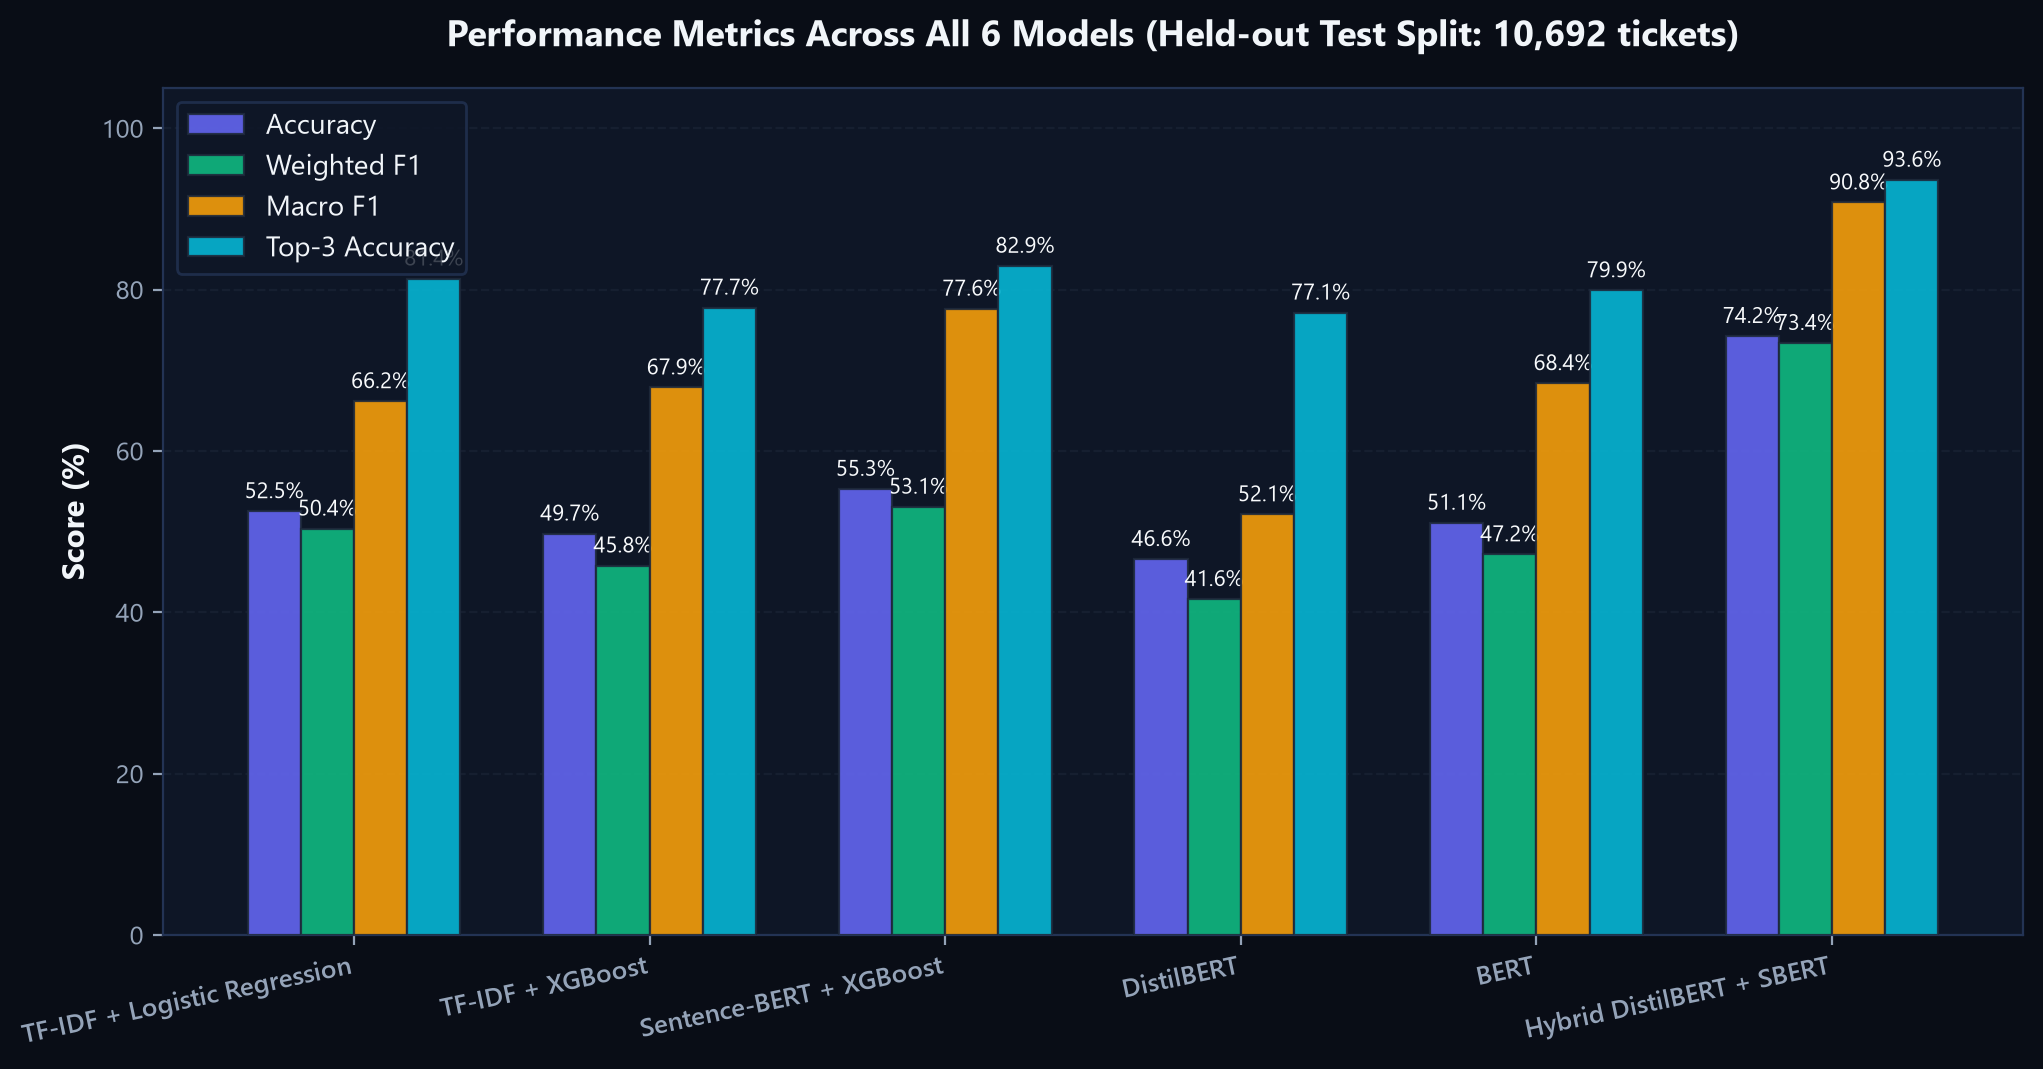 Performance Metrics Across All 6 Models (Held-out Test Split: 10,692 tickets)
Score (%)
100
80
60
40
20
0
Accuracy
Weighted F1
Macro F1
Top-3 Accuracy
52.5%
50.4%
66.2%
81.4%
49.7%
45.8%
67.9%
77.7%
55.3%
53.1%
77.6%
82.9%
46.6%
41.6%
52.1%
77.1%
51.1%
47.2%
68.4%
79.9%
74.2%
73.4%
90.8%
93.6%
TF-IDF + Logistic Regression
TF-IDF + XGBoost
Sentence-BERT + XGBoost
DistilBERT
BERT
Hybrid DistilBERT + SBERT